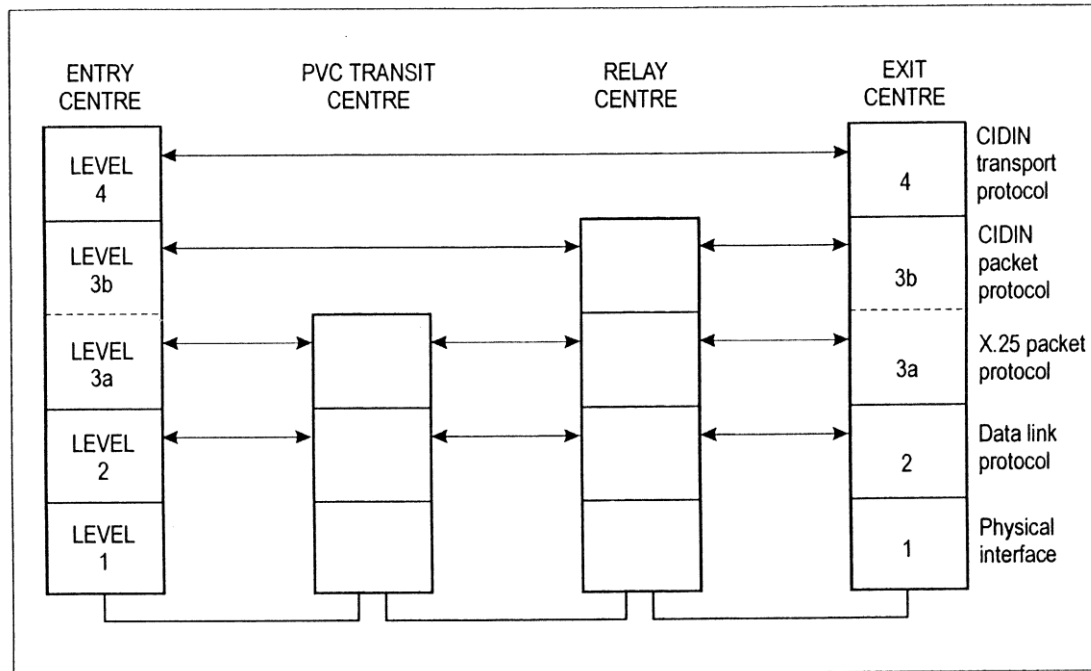 ENTRY
CENTRE
PVC TRANSIT
CENTRE
RELAY
CENTRE
EXIT
CENTRE
LEVEL
4
4
CIDIN
transport
protocol
LEVEL
3b
3b
CIDIN
packet
protocol
LEVEL
3a
3a
X.25 packet
protocol
LEVEL
2
2
Data link
protocol
LEVEL
1
1
Physical
interface